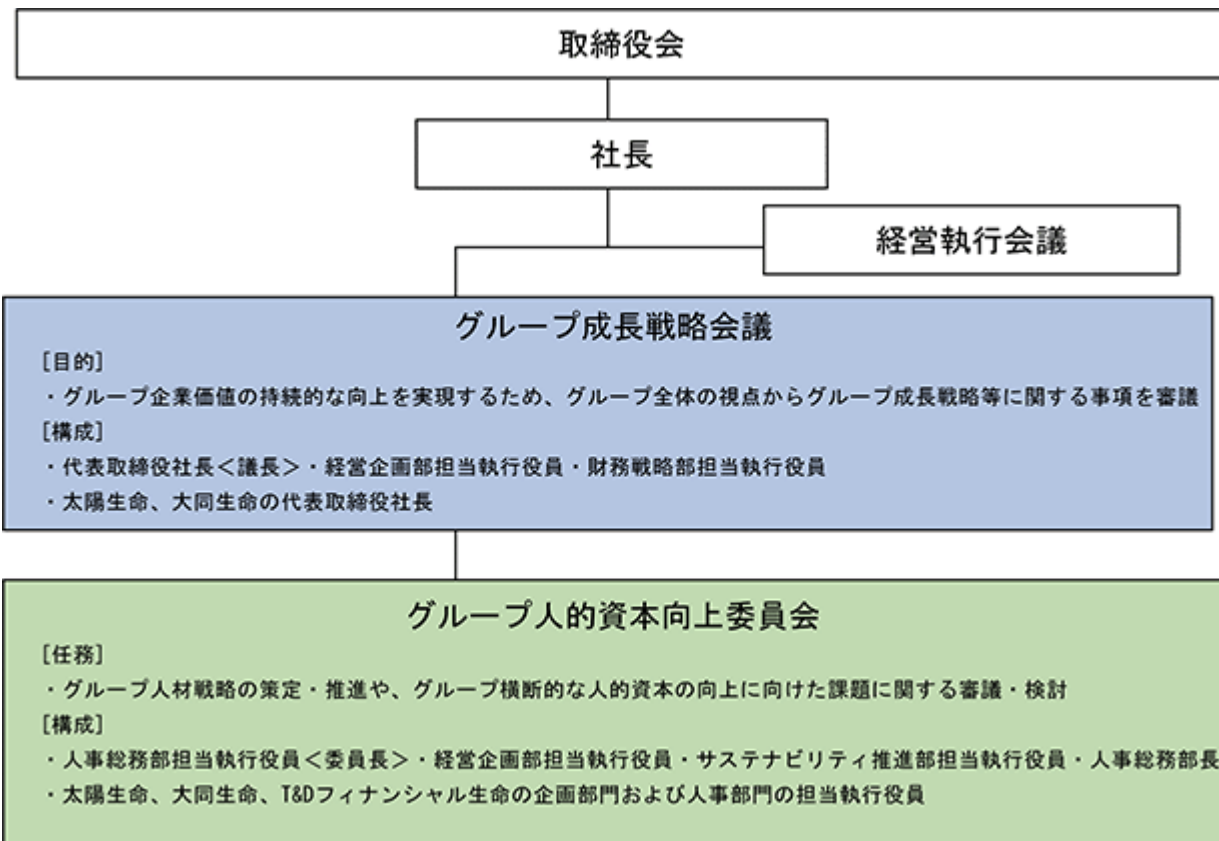 取締役会
社長
経営執行会議
グループ成長戦略会議
[目的]
・グループ企業価値の持続的な向上を実現するため、グループ全体の視点からグループ成長戦略等に関する事項を審議
[構成]
・代表取締役社長＜議長＞・経営企画部担当執行役員・財務戦略部担当執行役員
・太陽生命、大同生命の代表取締役社長
グループ人的資本向上委員会
[任務]
・グループ人材戦略の策定・推進や、グループ横断的な人的資本の向上に向けた課題に関する審議・検討
[構成]
・人事総務部担当執行役員＜委員長＞・経営企画部担当執行役員・サステナビリティ推進部担当執行役員・人事総務部長
・太陽生命、大同生命、T&Dフィナンシャル生命の企画部門および人事部門の担当執行役員